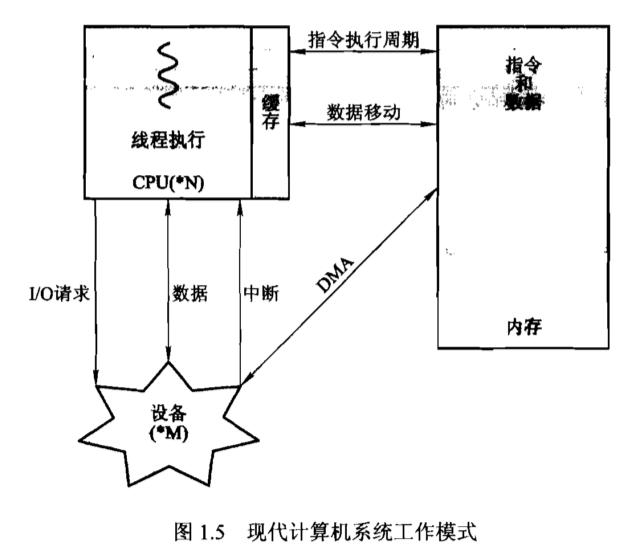 指令执行周期
指令
和
数据
缓存
数据移动
线程执行
CPU(*N)
I/O请求
数据
中断
DMA
内存
设备
(*M)
图 1.5 现代计算机系统工作模式